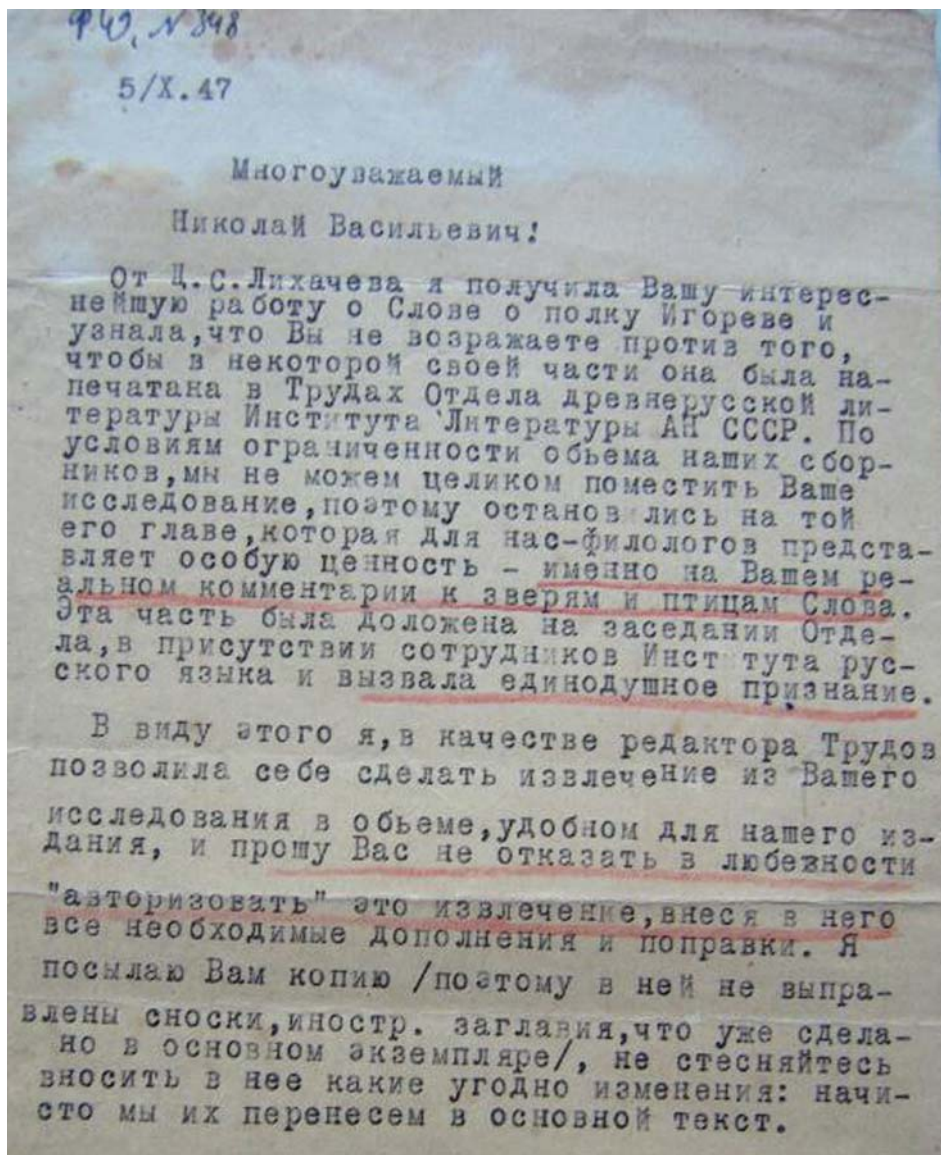 ФЮ, N 348
5/X.47
Многоуважаемый
Николай Васильевич!
От Д.С.Лихачева я получила Вашу интерес-
нейшую работу о Слове о полку Игореве и
узнала,что Вы не возражаете против того,
чтобы в некоторой своей части она была на-
печатана в Трудах Отдела древнерусской ли-
тературы Института Литературы АН СССР. По
условиям ограниченности обьема наших сбор-
ников,мы не можем целиком поместить Ваше
исследование,поэтому остановились на той
его главе,которая для нас-филологов предста-
вляет особую ценность – именно на Вашем ре-
альном комментарии к зверям и птицам Слова.
Эта часть была доложена на заседании Отде-
ла,в присутствии сотрудников Института рус-
ского языка и вызвала единодушное признание.
В виду этого я,в качестве редактора Трудов
позволила себе сделать извлечение из Вашего
исследования в обьеме,удобном для нашего из-
дания, и прошу Вас не отказать в любезности
"авторизовать" это извлечение,внеся в него
все необходимые дополнения и поправки. Я
посылаю Вам копию /поэтому в ней не выпра-
влены сноски,иностр. заглавия,что уже сдела-
но в основном экземпляре/, не стесняйтесь
вносить в нее какие угодно изменения: начи-
сто мы их перенесем в основной текст.